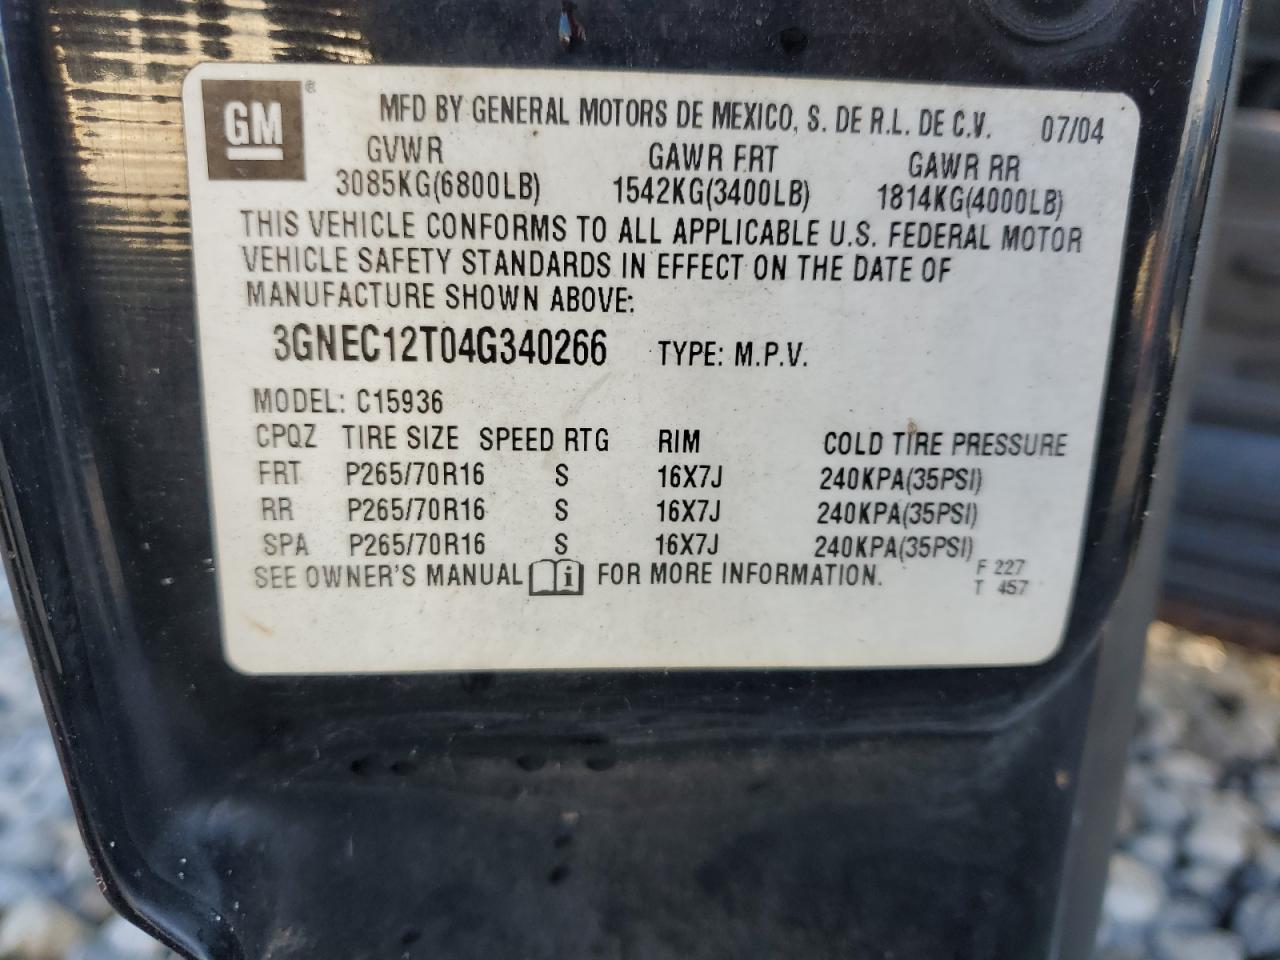 GM ® MFD BY GENERAL MOTORS DE MEXICO, S. DE R.L. DE C.V. 07/04
GVWR GAWR FRT GAWR RR
3085KG(6800LB) 1542KG(3400LB) 1814KG(4000LB)
THIS VEHICLE CONFORMS TO ALL APPLICABLE U.S. FEDERAL MOTOR
VEHICLE SAFETY STANDARDS IN EFFECT ON THE DATE OF
MANUFACTURE SHOWN ABOVE:
3GNEC12T04G340266 TYPE: M.P.V.
MODEL: C15936
CPQZ TIRE SIZE SPEED RTG RIM COLD TIRE PRESSURE
FRT P265/70R16 S 16X7J 240KPA(35PSI)
RR P265/70R16 S 16X7J 240KPA(35PSI)
SPA P265/70R16 S 16X7J 240KPA(35PSI)
SEE OWNER'S MANUAL i FOR MORE INFORMATION. F 227
T 457